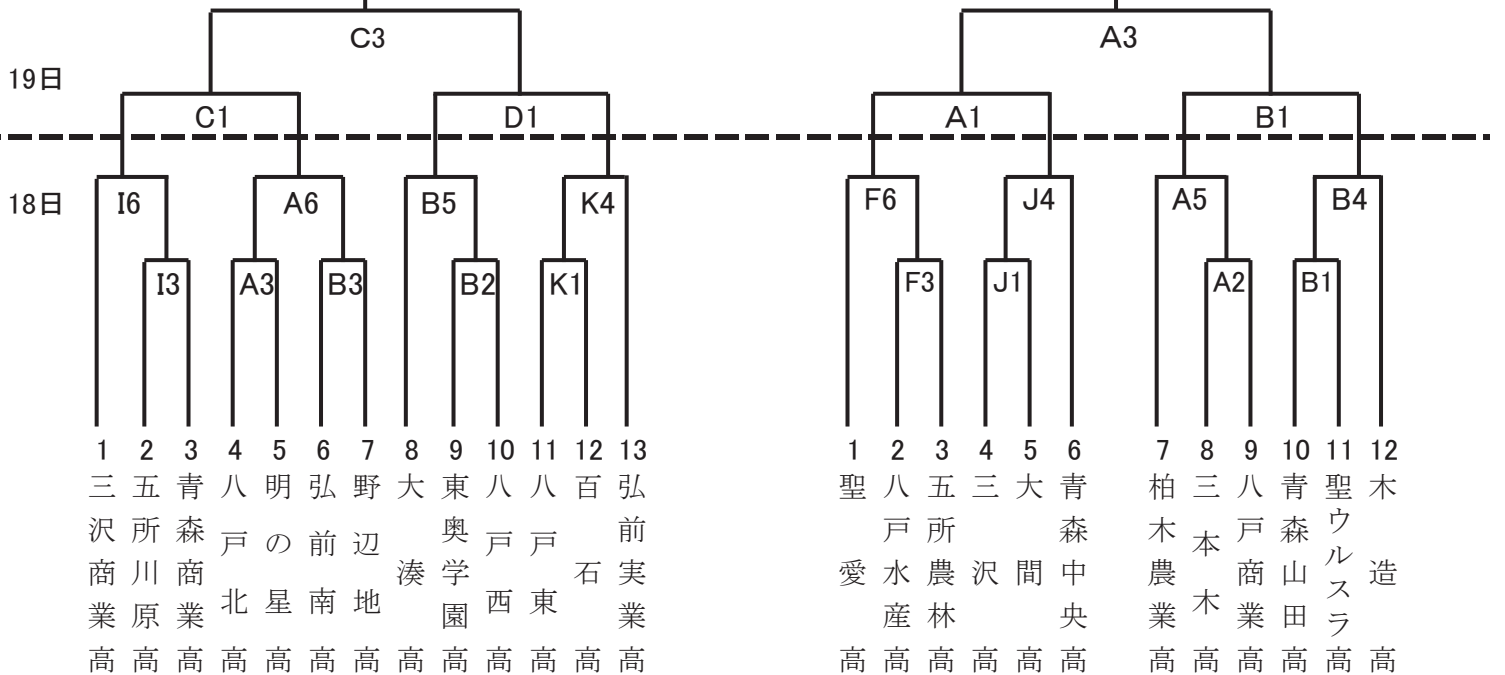 C3 A3
19日
C1 D1 A1 B1
18日 I6 A6 B5 K4 F6 J4 A5 B4
I3 A3 B3 B2 K1 F3 J1 A2 B1
1 2 3 4 5 6 7 8 9 10 11 12 13 1 2 3 4 5 6 7 8 9 10 11 12
三沢商業高
五所川原高
青森商業高
八戸北高
明の星高
弘前南高
野辺地高
大湊高
東奥学園高
八戸西高
八戸東高
百石高
弘前実業高
聖愛高
八戸水産高
五所農林高
三沢高
大間高
青森中央高
柏木農業高
三本木高
八戸商業高
青森山田高
聖ウルスラ高
木造高